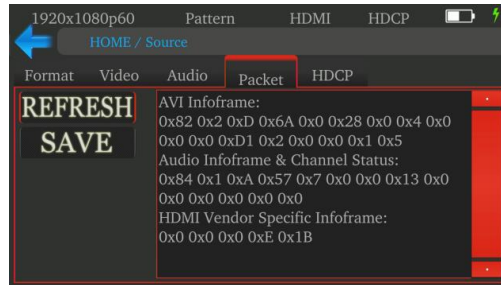 1920x1080p60 Pattern HDMI HDCP
HOME / Source
Format Video Audio Packet HDCP
REFRESH
SAVE
AVI Infoframe:
0x82 0x2 0xD 0x6A 0x0 0x28 0x0 0x4 0x0
0x0 0x0 0xD1 0x2 0x0 0x0 0x1 0x5
Audio Infoframe & Channel Status:
0x84 0x1 0xA 0x57 0x7 0x0 0x0 0x13 0x0
0x0 0x0 0x0 0x0 0x0
HDMI Vendor Specific Infoframe:
0x0 0x0 0x0 0xE 0x1B